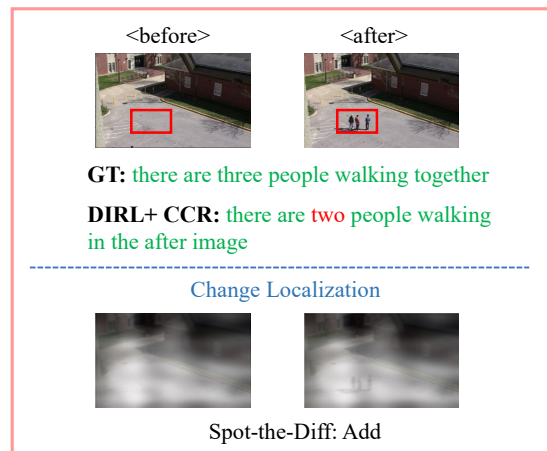 <before> <after>
GT: there are three people walking together
DIRL+ CCR: there are two people walking
in the after image
Change Localization
Spot-the-Diff: Add